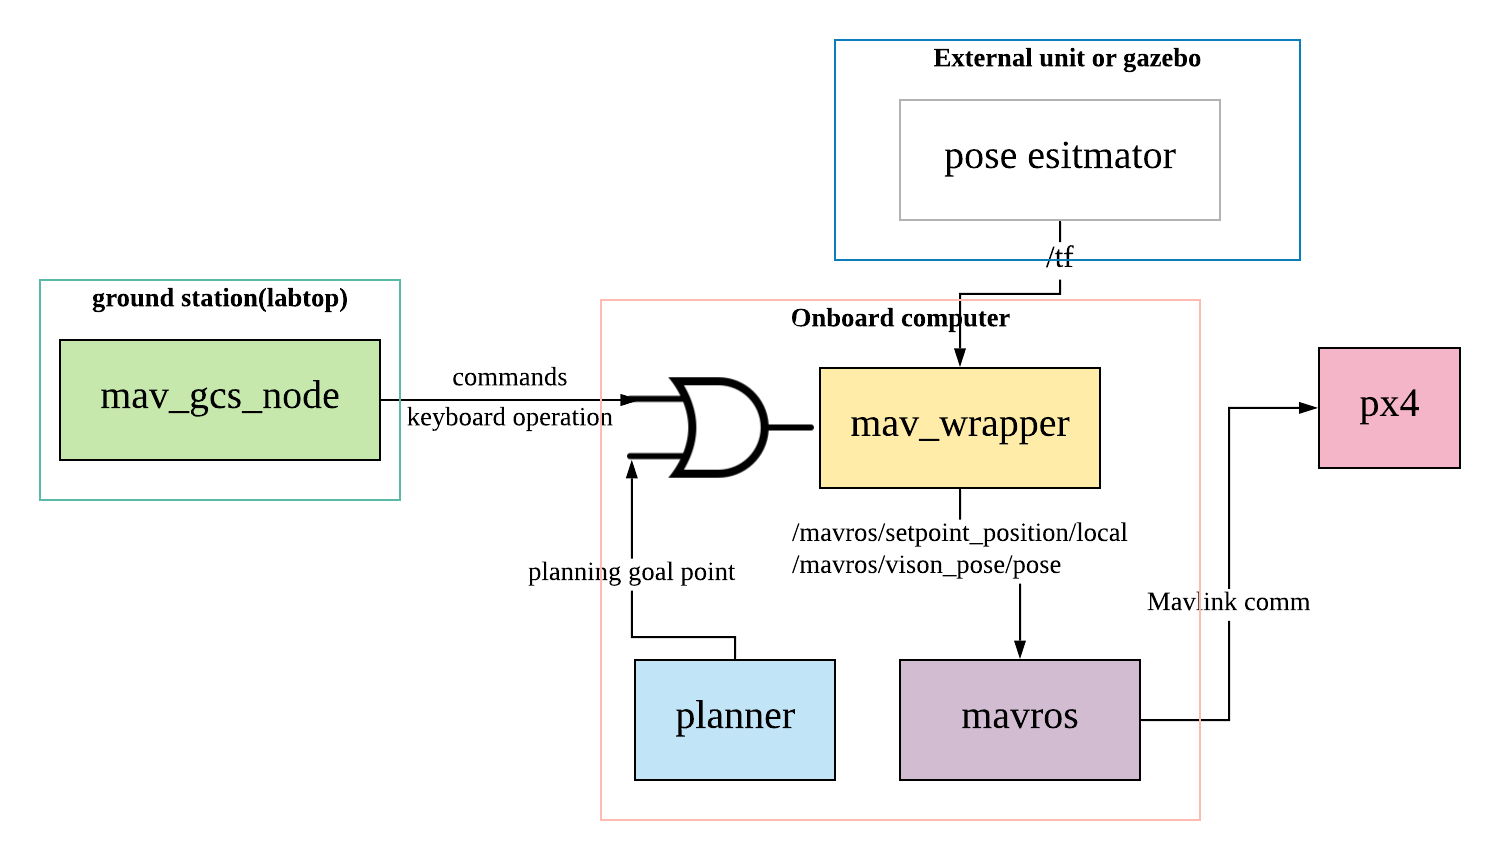 External unit or gazebo
pose esitmator
/tf
ground station(labtop)
mav_gcs_node
commands
keyboard operation
Onboard computer
mav_wrapper
px4
/mavros/setpoint_position/local
/mavros/vison_pose/pose
planning goal point
Mavlink comm
planner
mavros